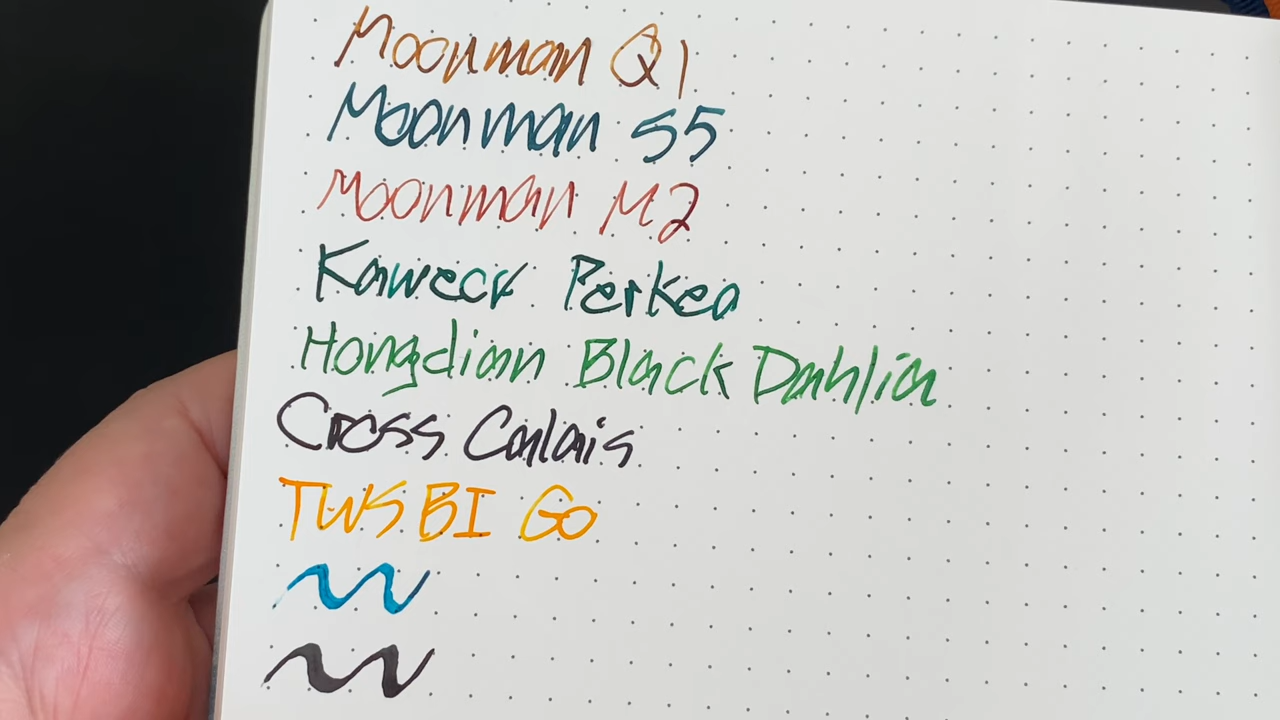 Moonman Q1
Moonman S5
Moonman M2
Kaweco Perkeo
Hongdian Black Dahlia
Cross Calais
TWSBI Go